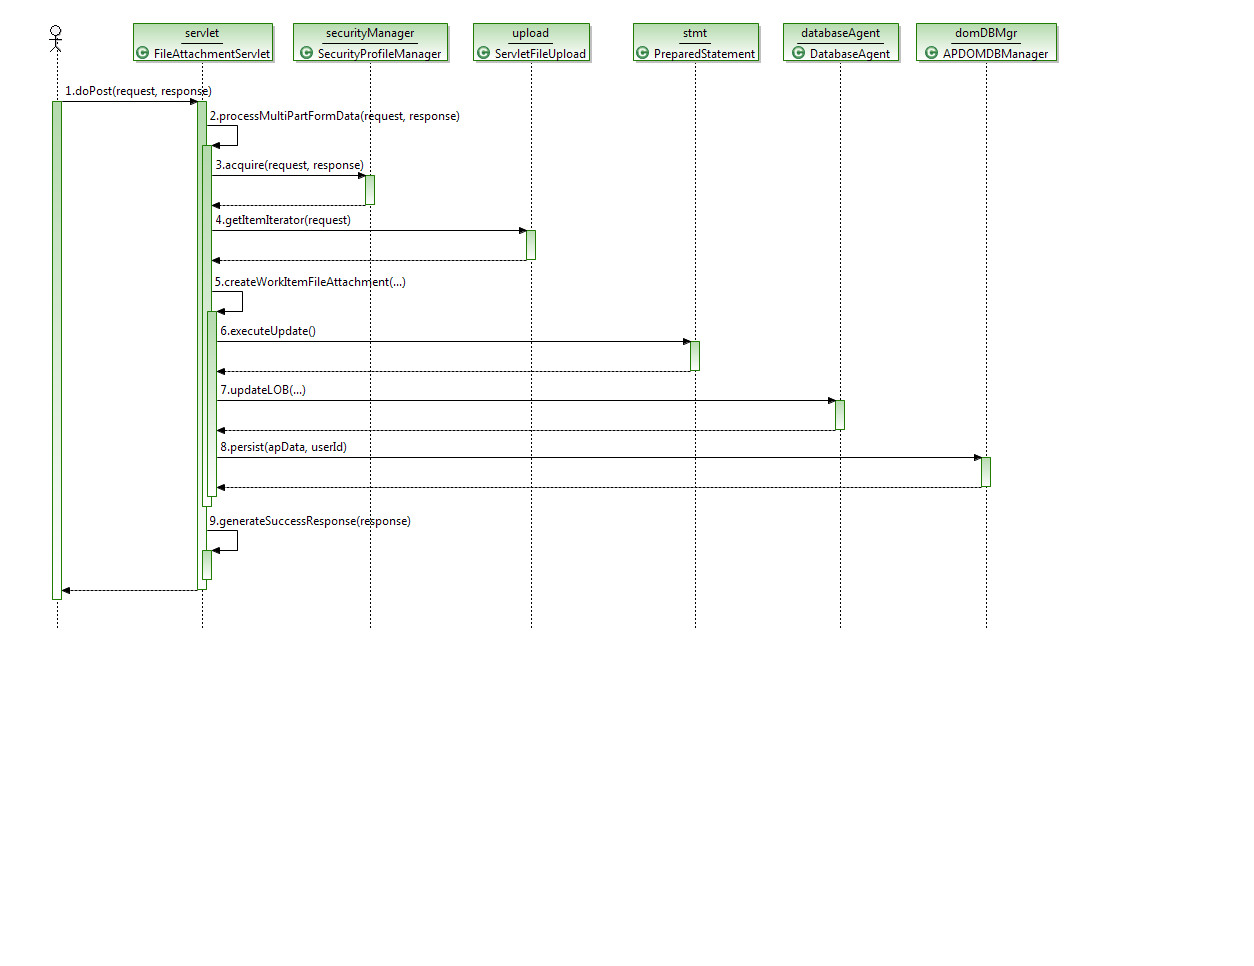 servlet
FileAttachmentServlet
securityManager
SecurityProfileManager
upload
ServletFileUpload
stmt
PreparedStatement
databaseAgent
DatabaseAgent
domDBMgr
APDOMDBManager
1.doPost(request, response)
2.processMultiPartFormData(request, response)
3.acquire(request, response)
4.getItemIterator(request)
5.createWorkItemFileAttachment(...)
6.executeUpdate()
7.updateLOB(...)
8.persist(apData, userId)
9.generateSuccessResponse(response)